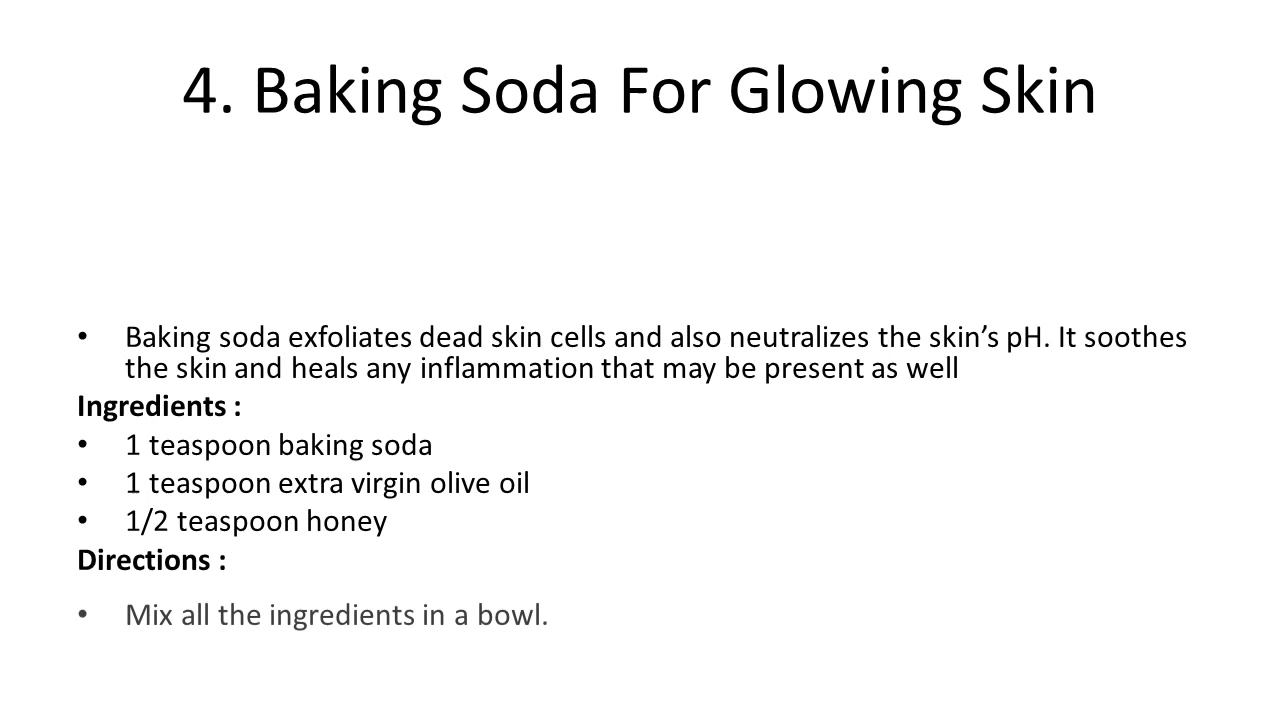 4. Baking Soda For Glowing Skin
• Baking soda exfoliates dead skin cells and also neutralizes the skin’s pH. It soothes
the skin and heals any inflammation that may be present as well
Ingredients :
• 1 teaspoon baking soda
• 1 teaspoon extra virgin olive oil
• 1/2 teaspoon honey
Directions :
• Mix all the ingredients in a bowl.